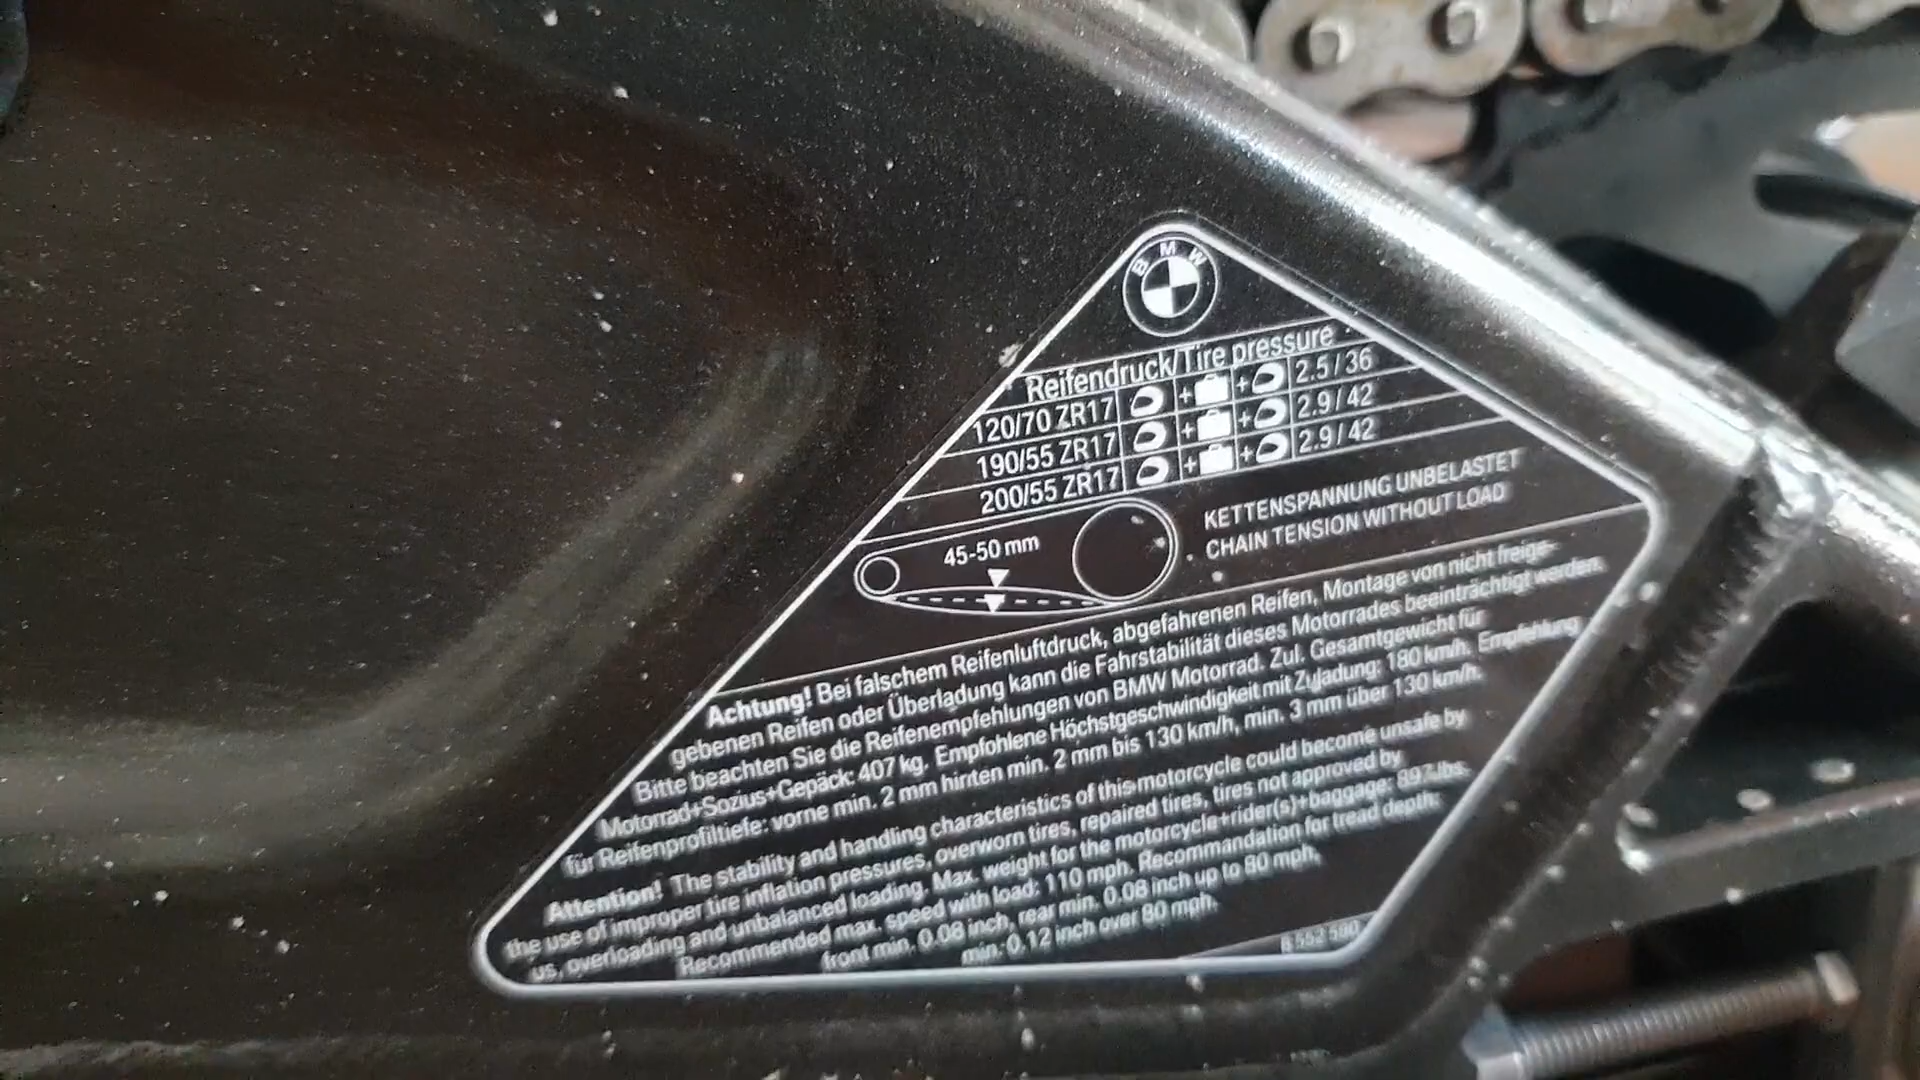 BMW
Reifendruck/Tire pressure
120/70 ZR17 + + 2.5/36
190/55 ZR17 + + 2.9/42
200/55 ZR17 + + 2.9/42
45-50 mm
KETTENSPANNUNG UNBELASTET
CHAIN TENSION WITHOUT LOAD
Achtung! Bei falschem Reifenluftdruck, abgefahrenen Reifen, Montage von nicht freige-
gebenen Reifen oder Überladung kann die Fahrstabilität dieses Motorrades beeinträchtigt werden.
Bitte beachten Sie die Reifenempfehlungen von BMW Motorrad. Zul. Gesamtgewicht für
Motorrad+Sozius+Gepäck: 407 kg. Empfohlene Höchstgeschwindigkeit mit Zuladung: 180 km/h. Empfehlung
für Reifenprofiltiefe: vorne min. 2 mm hinten min. 2 mm bis 130 km/h, min. 3 mm über 130 km/h.
Attention! The stability and handling characteristics of this motorcycle could become unsafe by
the use of improper tire inflation pressures, overworn tires, repaired tires, tires not approved by
us, overloading and unbalanced loading. Max. weight for the motorcycle+rider(s)+baggage: 897 lbs.
Recommended max. speed with load: 110 mph. Recommendation for tread depth:
front min. 0.08 inch, rear min. 0.08 inch up to 80 mph,
min. 0.12 inch over 80 mph.